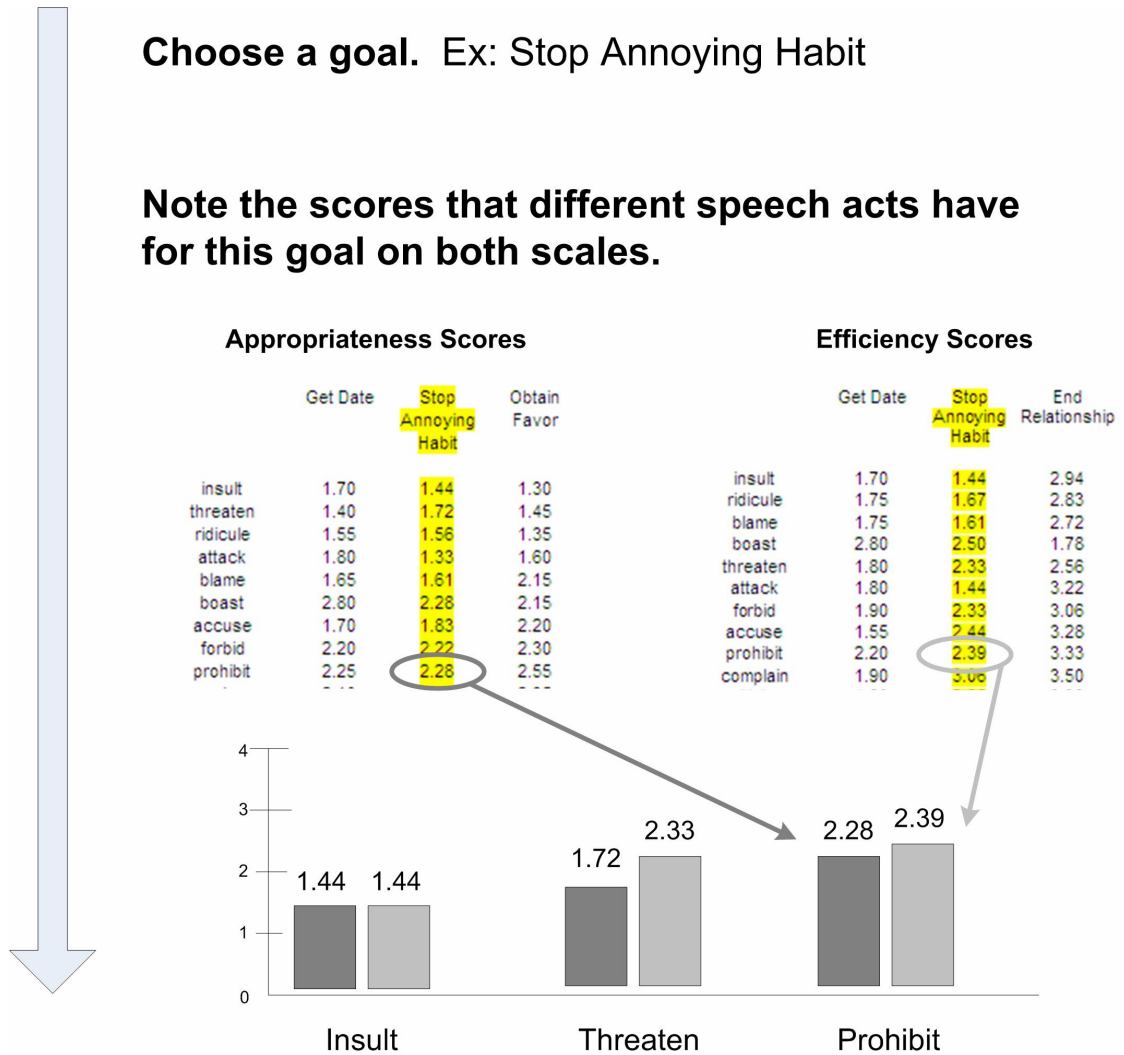 Choose a goal. Ex: Stop Annoying Habit
Note the scores that different speech acts have
for this goal on both scales.
Appropriateness Scores
Get Date Stop Obtain
Annoying Favor
Habit
insult 1.70 1.44 1.30
threaten 1.40 1.72 1.45
ridicule 1.55 1.56 1.35
attack 1.80 1.33 1.60
blame 1.65 1.61 2.15
boast 2.80 2.28 2.15
accuse 1.70 1.83 2.20
forbid 2.20 2.22 2.30
prohibit 2.25 2.28 2.55
Efficiency Scores
Get Date Stop End
Annoying Relationship
Habit
insult 1.70 1.44 2.94
ridicule 1.75 1.67 2.83
blame 1.75 1.61 2.72
boast 2.80 2.50 1.78
threaten 1.80 2.33 2.56
attack 1.80 1.44 3.22
forbid 1.90 2.33 3.06
accuse 1.55 2.44 3.28
prohibit 2.20 2.39 3.33
complain 1.90 3.06 3.50
4
3
2
1
0
1.44 1.44
1.72 2.33
2.28 2.39
Insult Threaten Prohibit